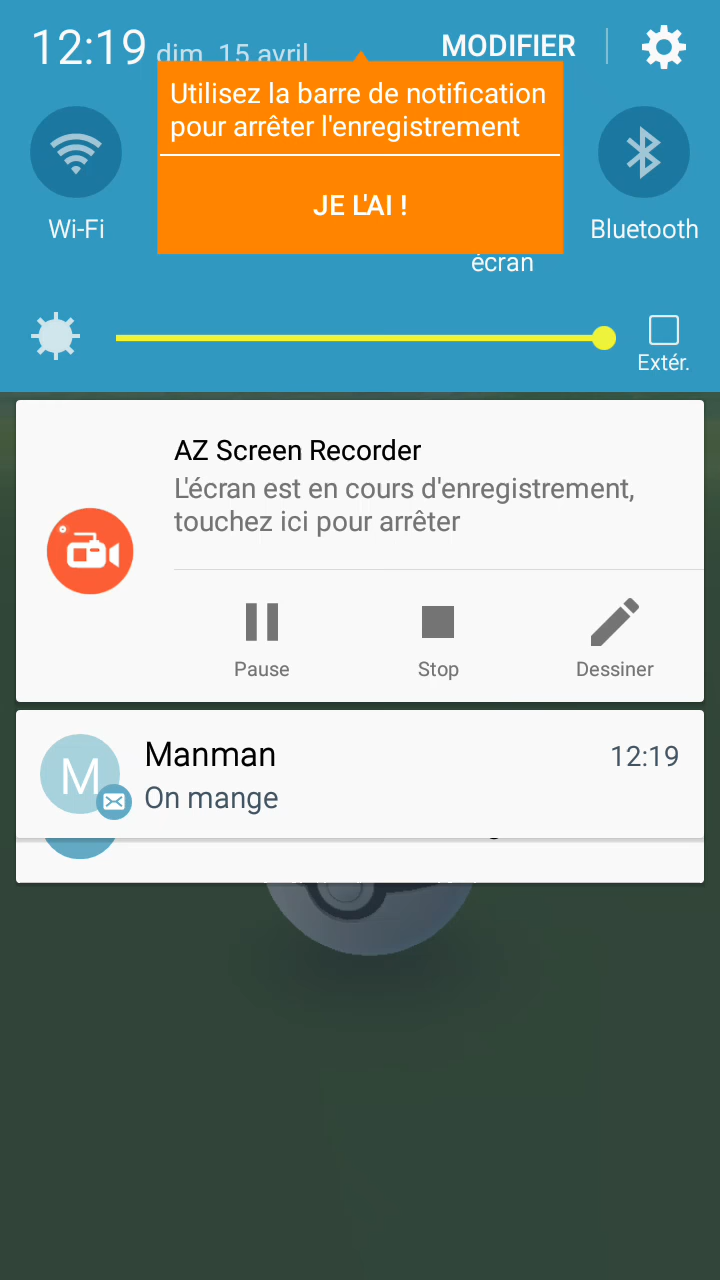 12:19 dim. 15 avril MODIFIER
Utilisez la barre de notification
pour arrêter l'enregistrement
JE L'AI !
Wi-Fi
Bluetooth
écran
Extér.
AZ Screen Recorder
L'écran est en cours d'enregistrement,
touchez ici pour arrêter
Pause Stop Dessiner
M
Manman 12:19
On mange